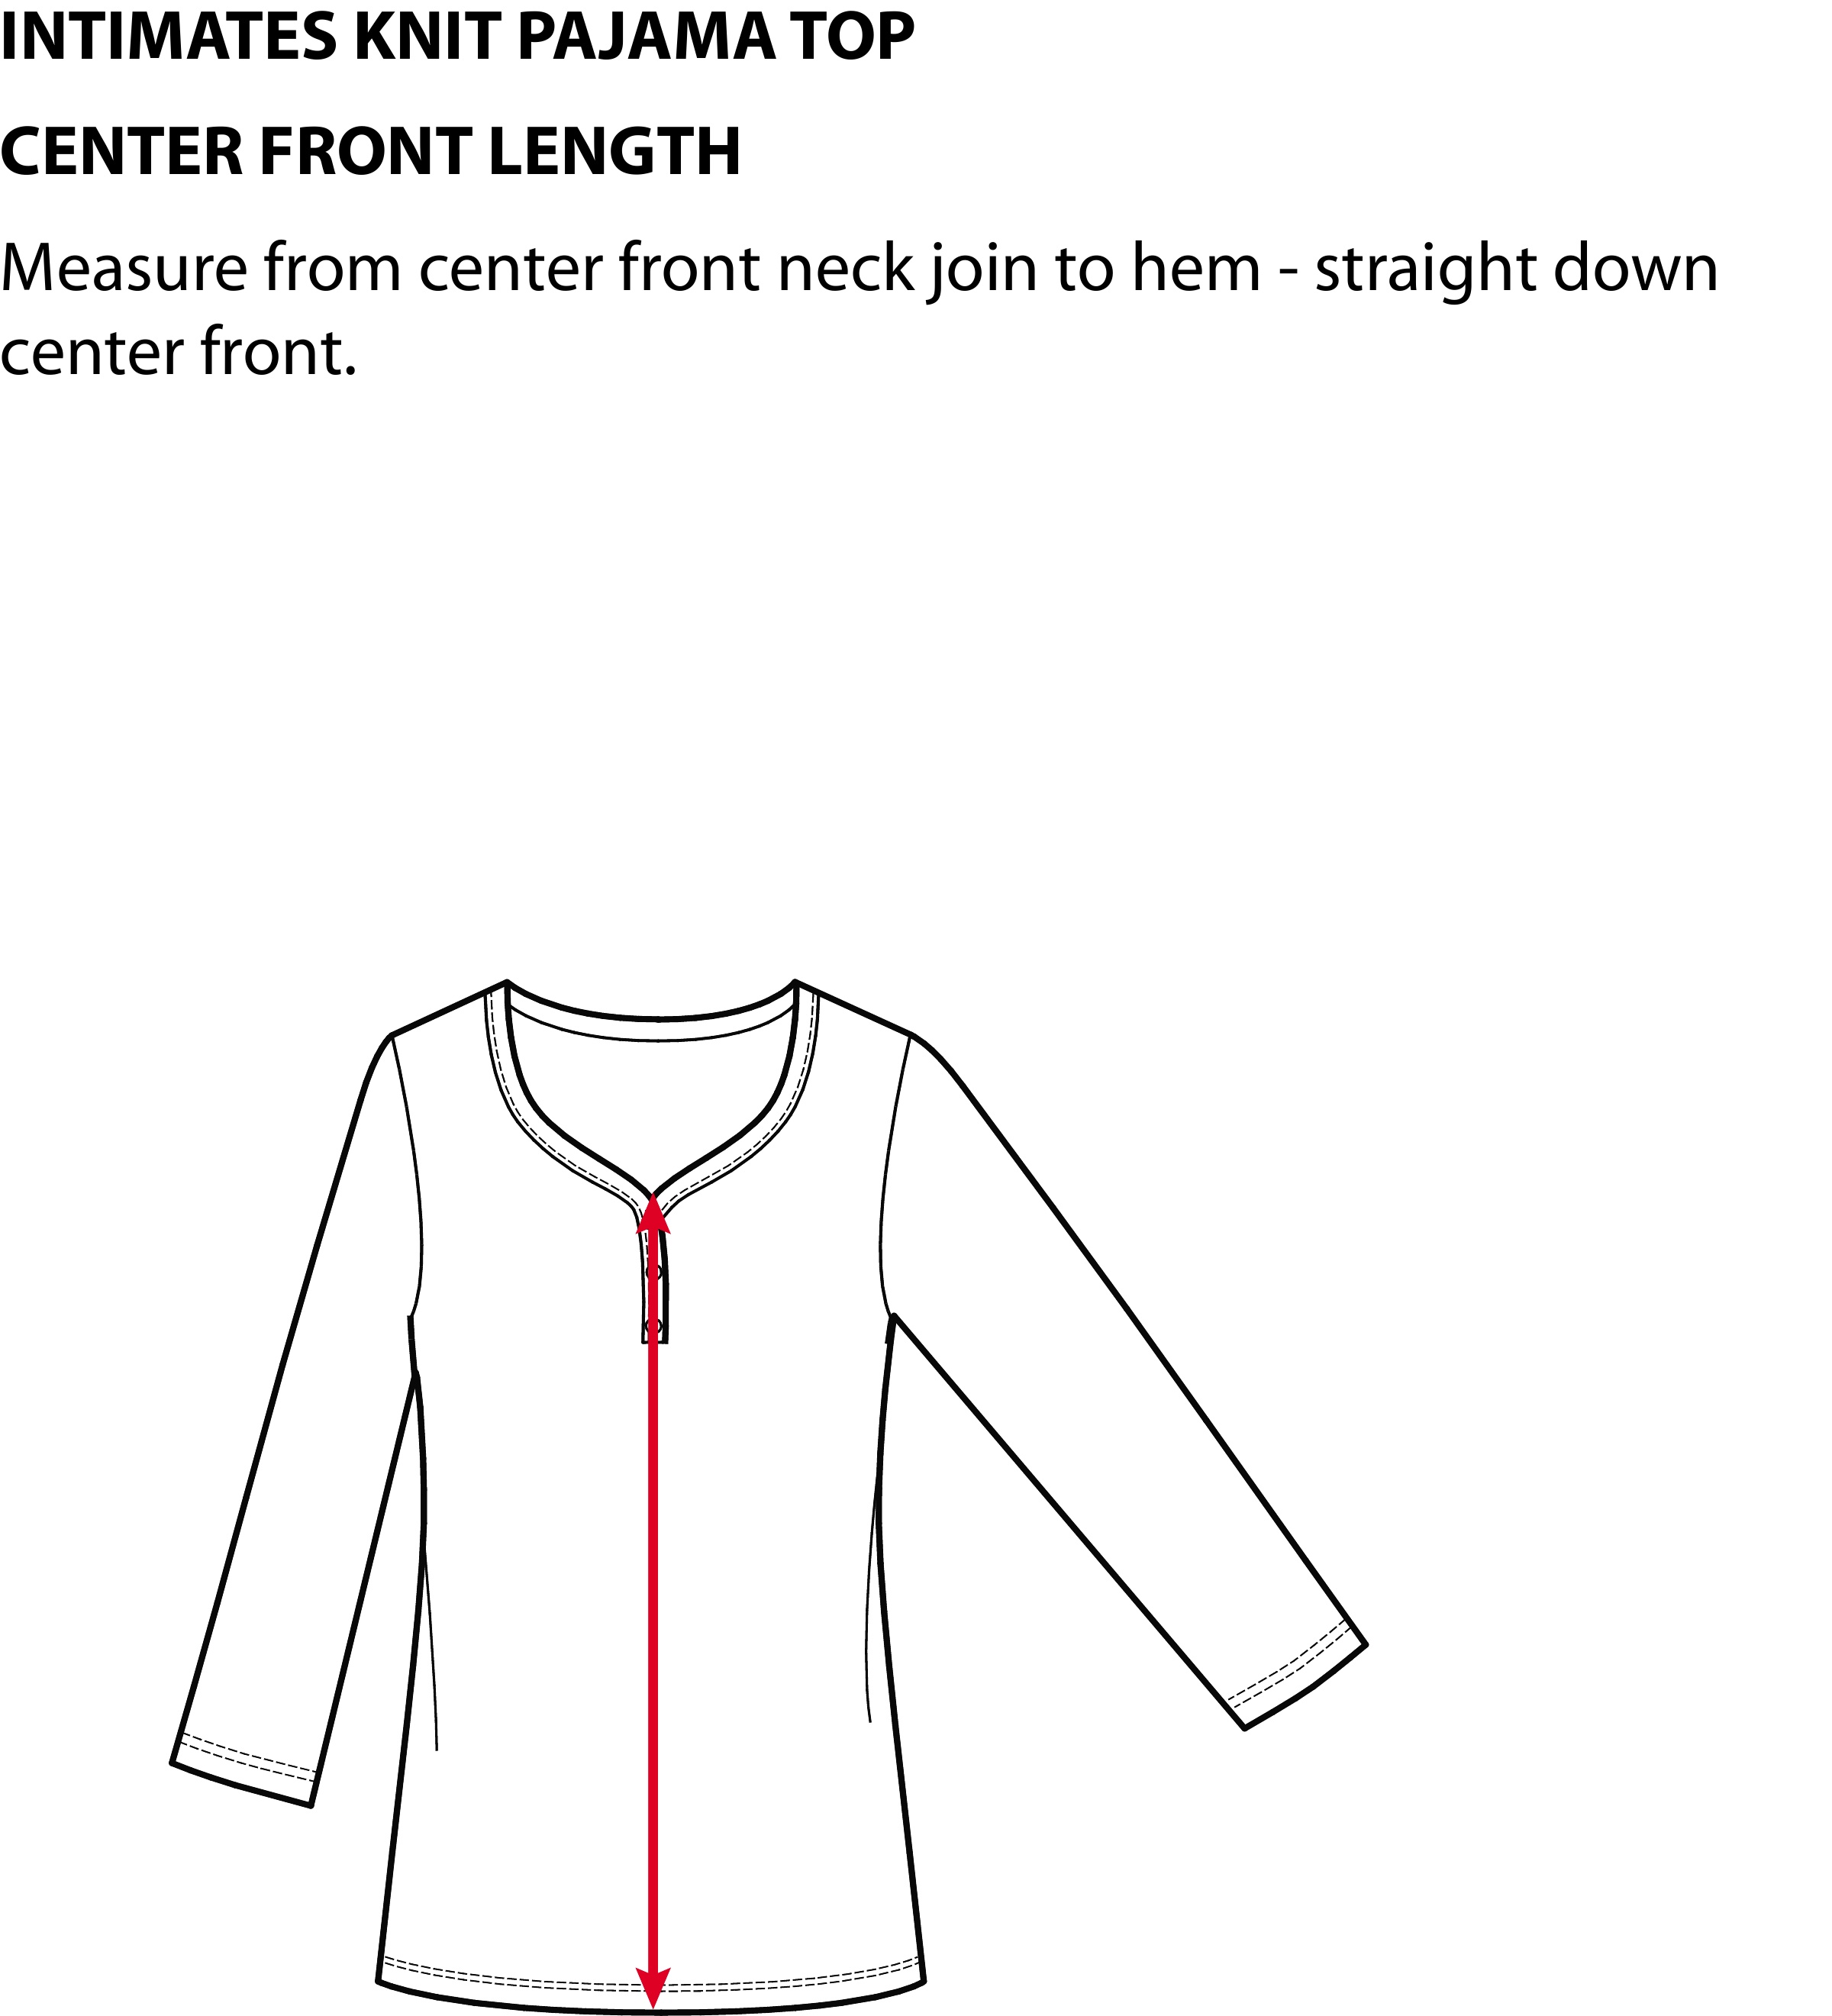 INTIMATES KNIT PAJAMA TOP
CENTER FRONT LENGTH
Measure from center front neck join to hem - straight down
center front.